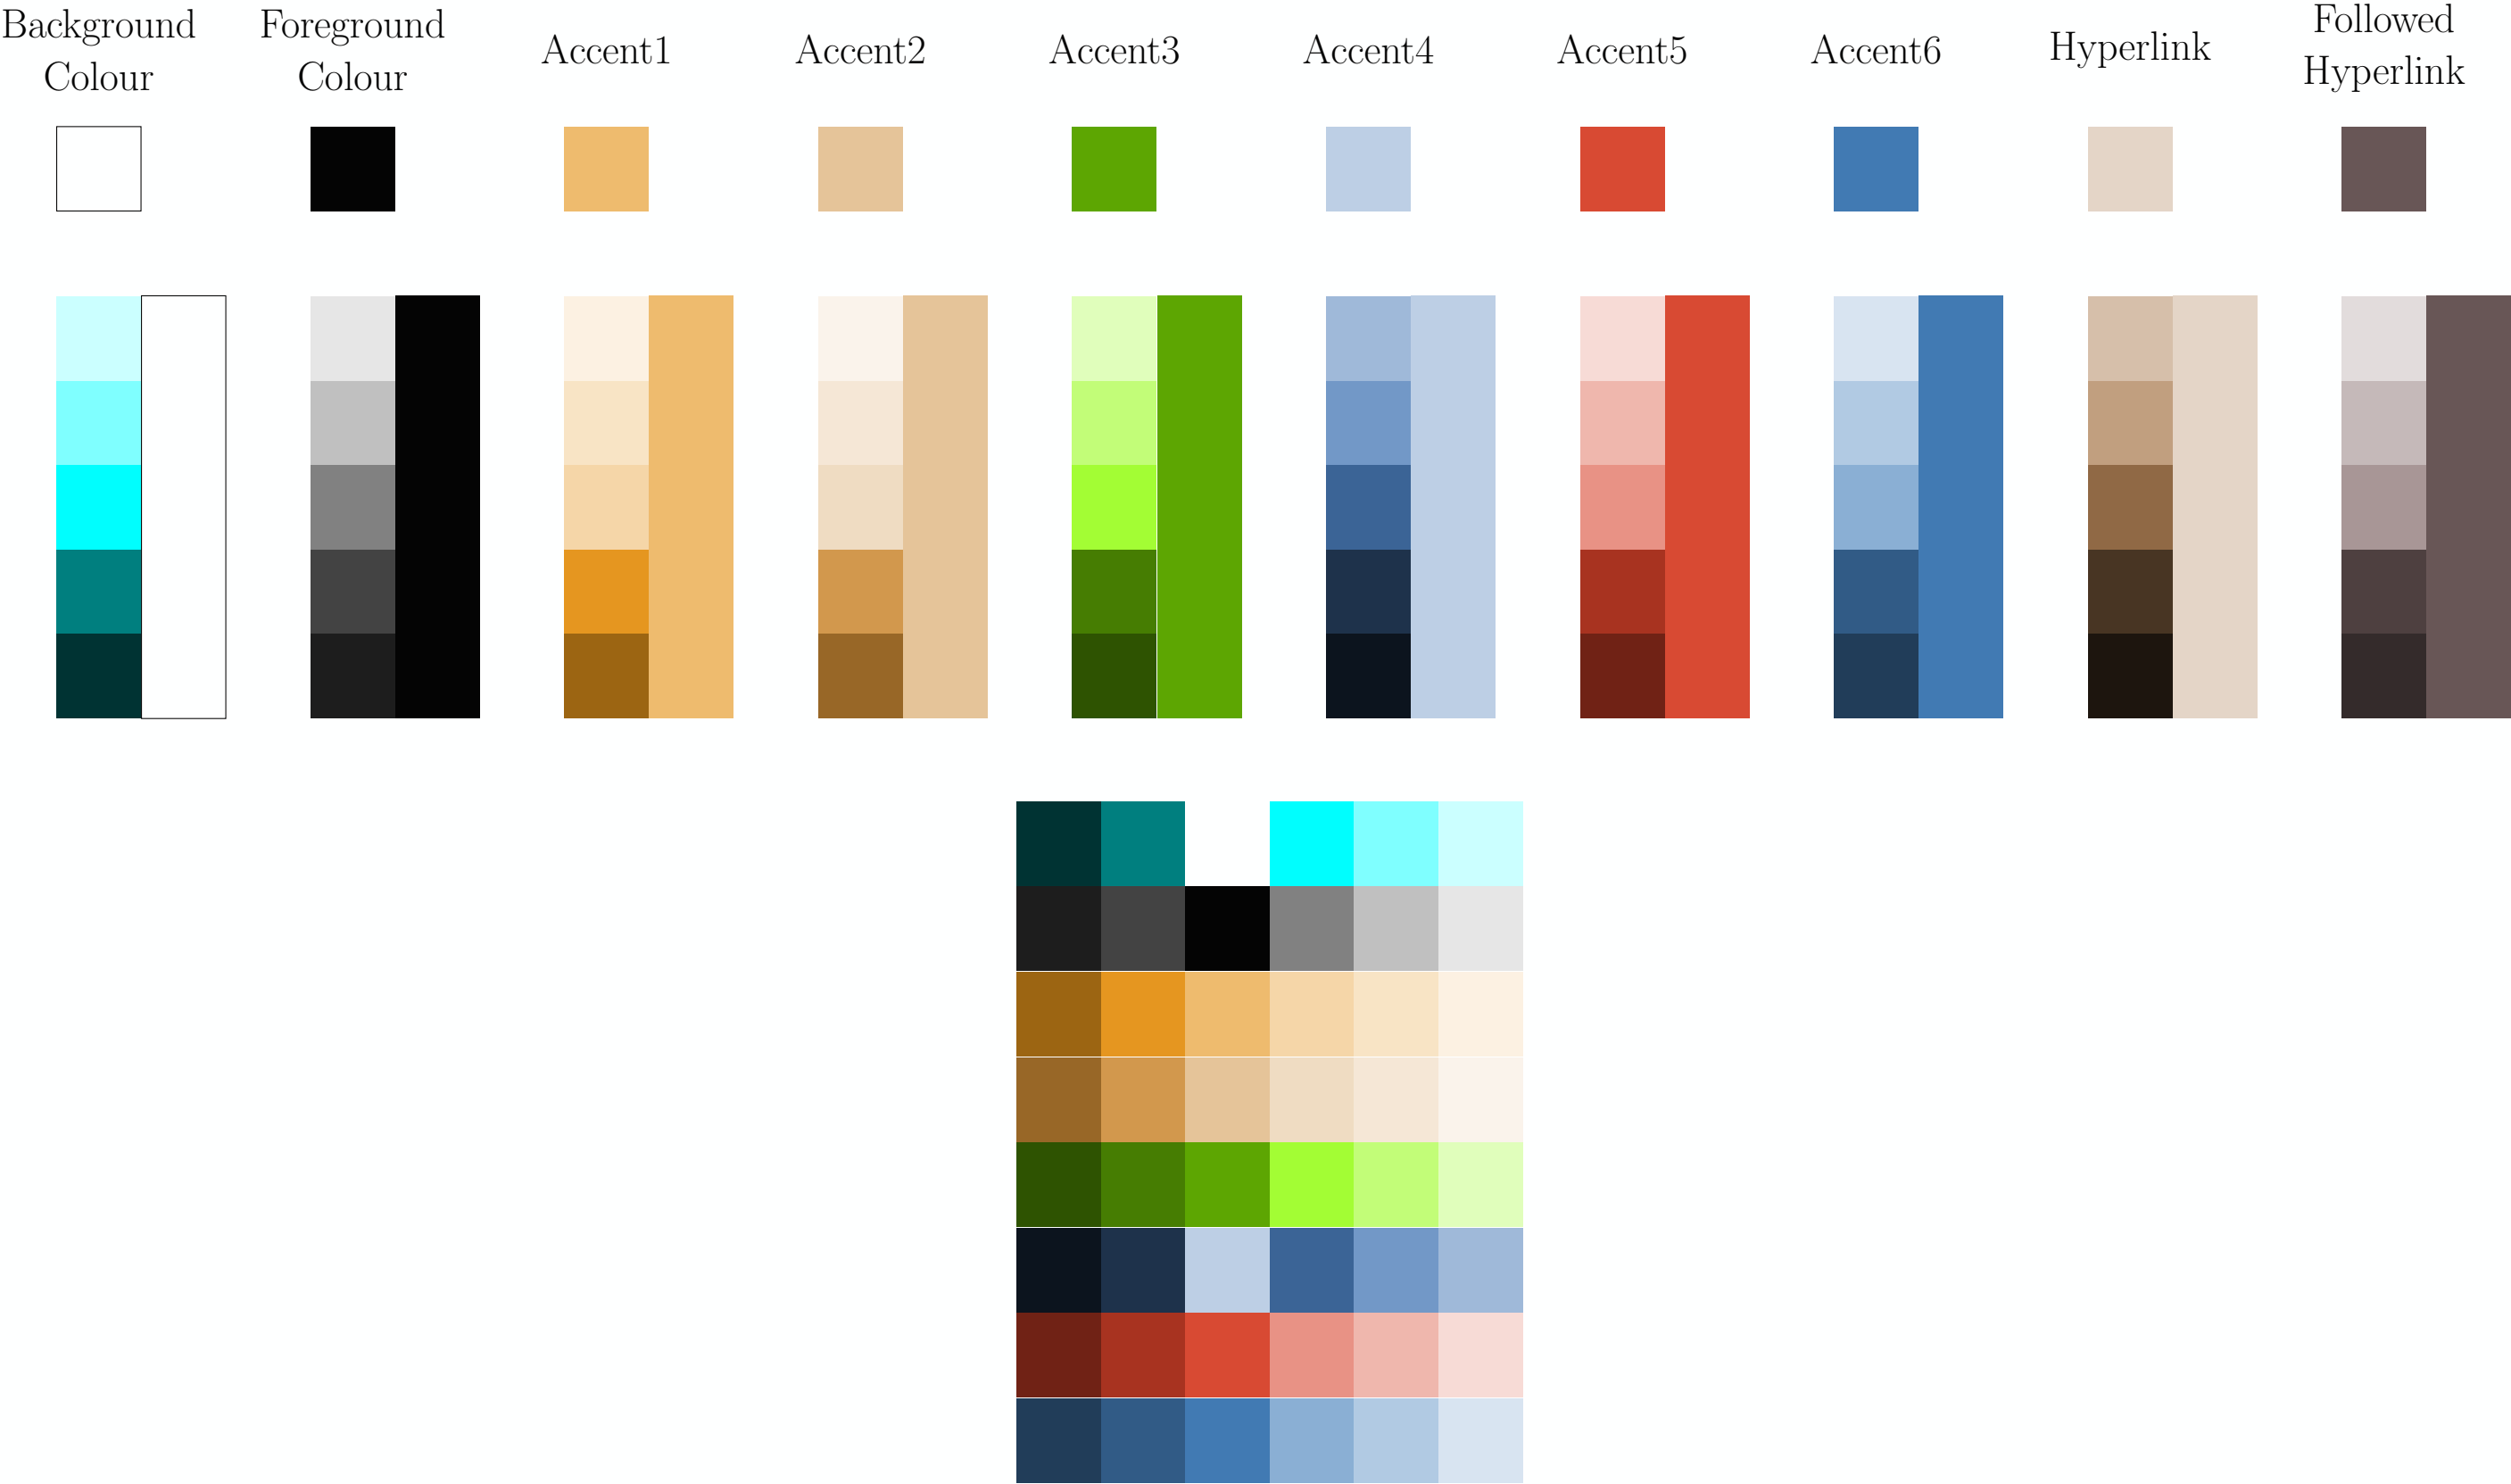 Background
Colour
Foreground
Colour
Accent1
Accent2
Accent3
Accent4
Accent5
Accent6
Hyperlink
Followed
Hyperlink